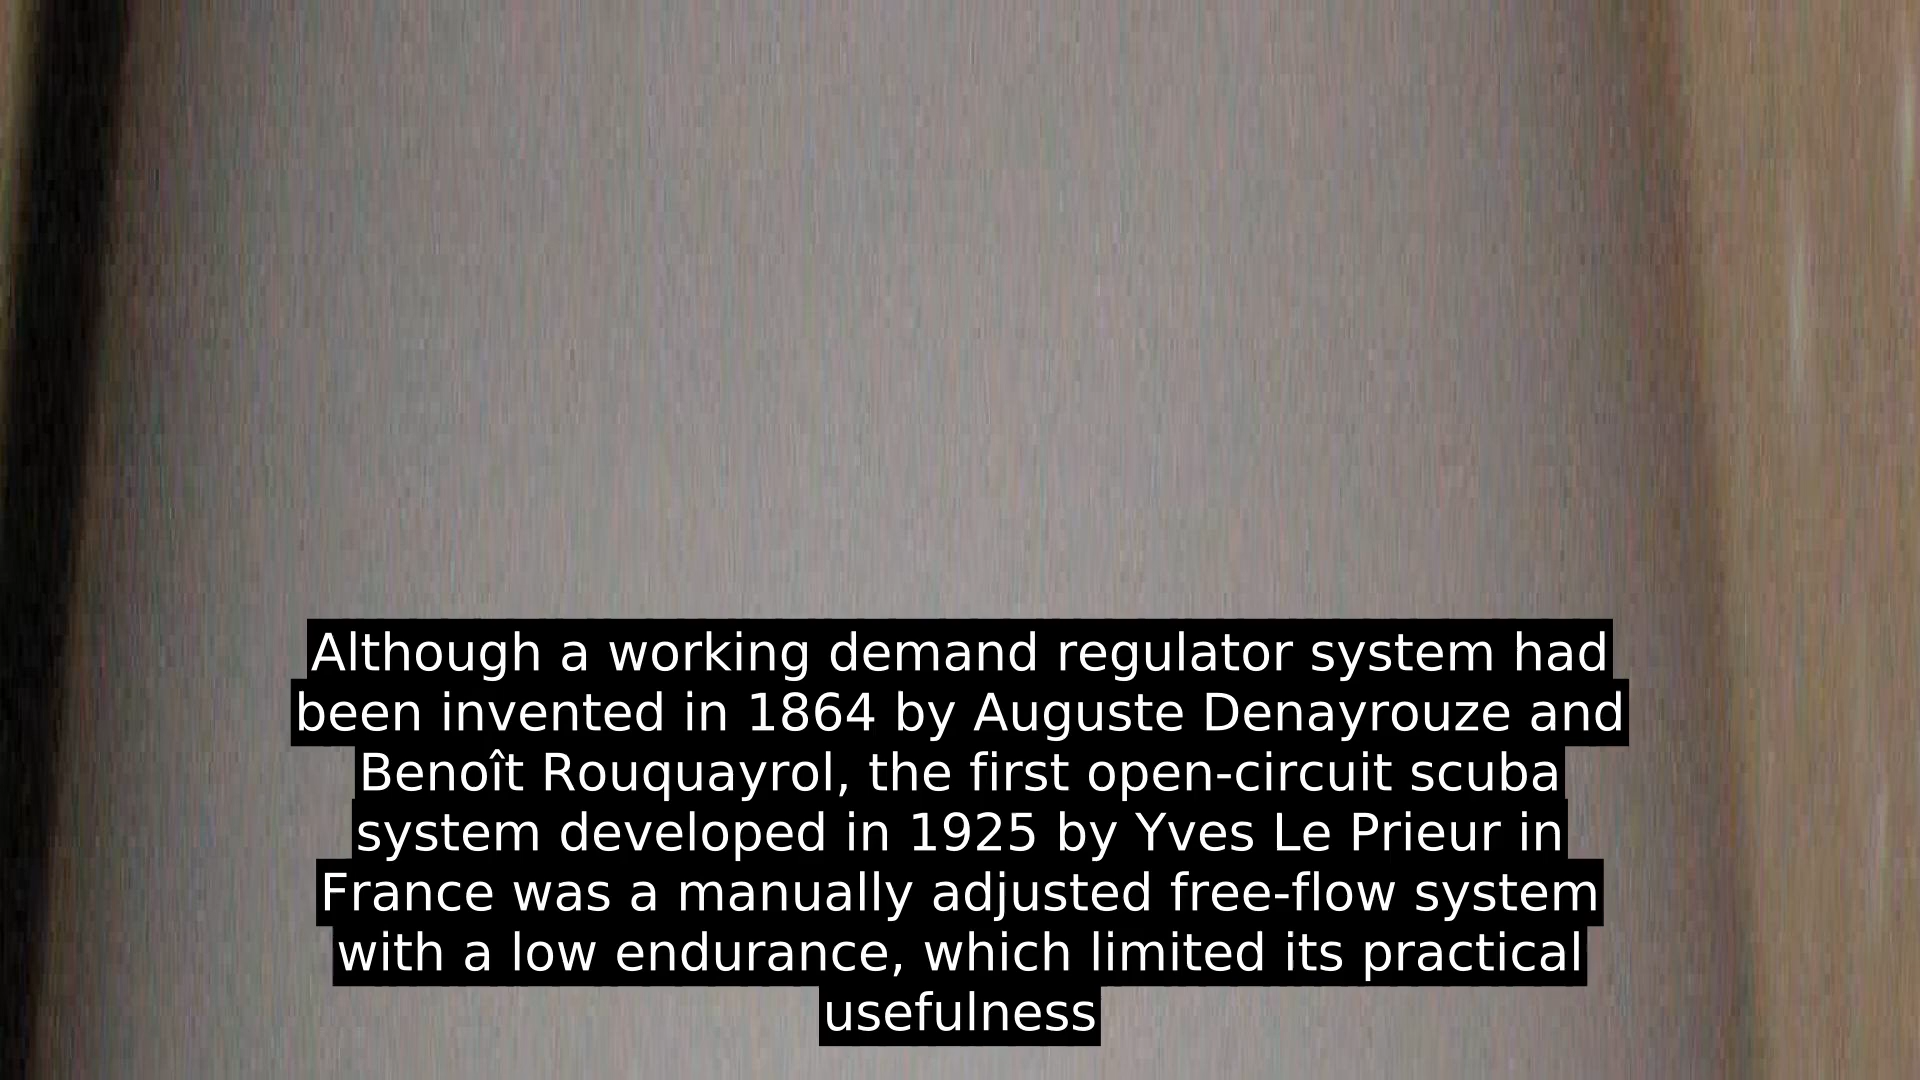 Although a working demand regulator system had
been invented in 1864 by Auguste Denayrouze and
Benoît Rouquayrol, the first open-circuit scuba
system developed in 1925 by Yves Le Prieur in
France was a manually adjusted free-flow system
with a low endurance, which limited its practical
usefulness